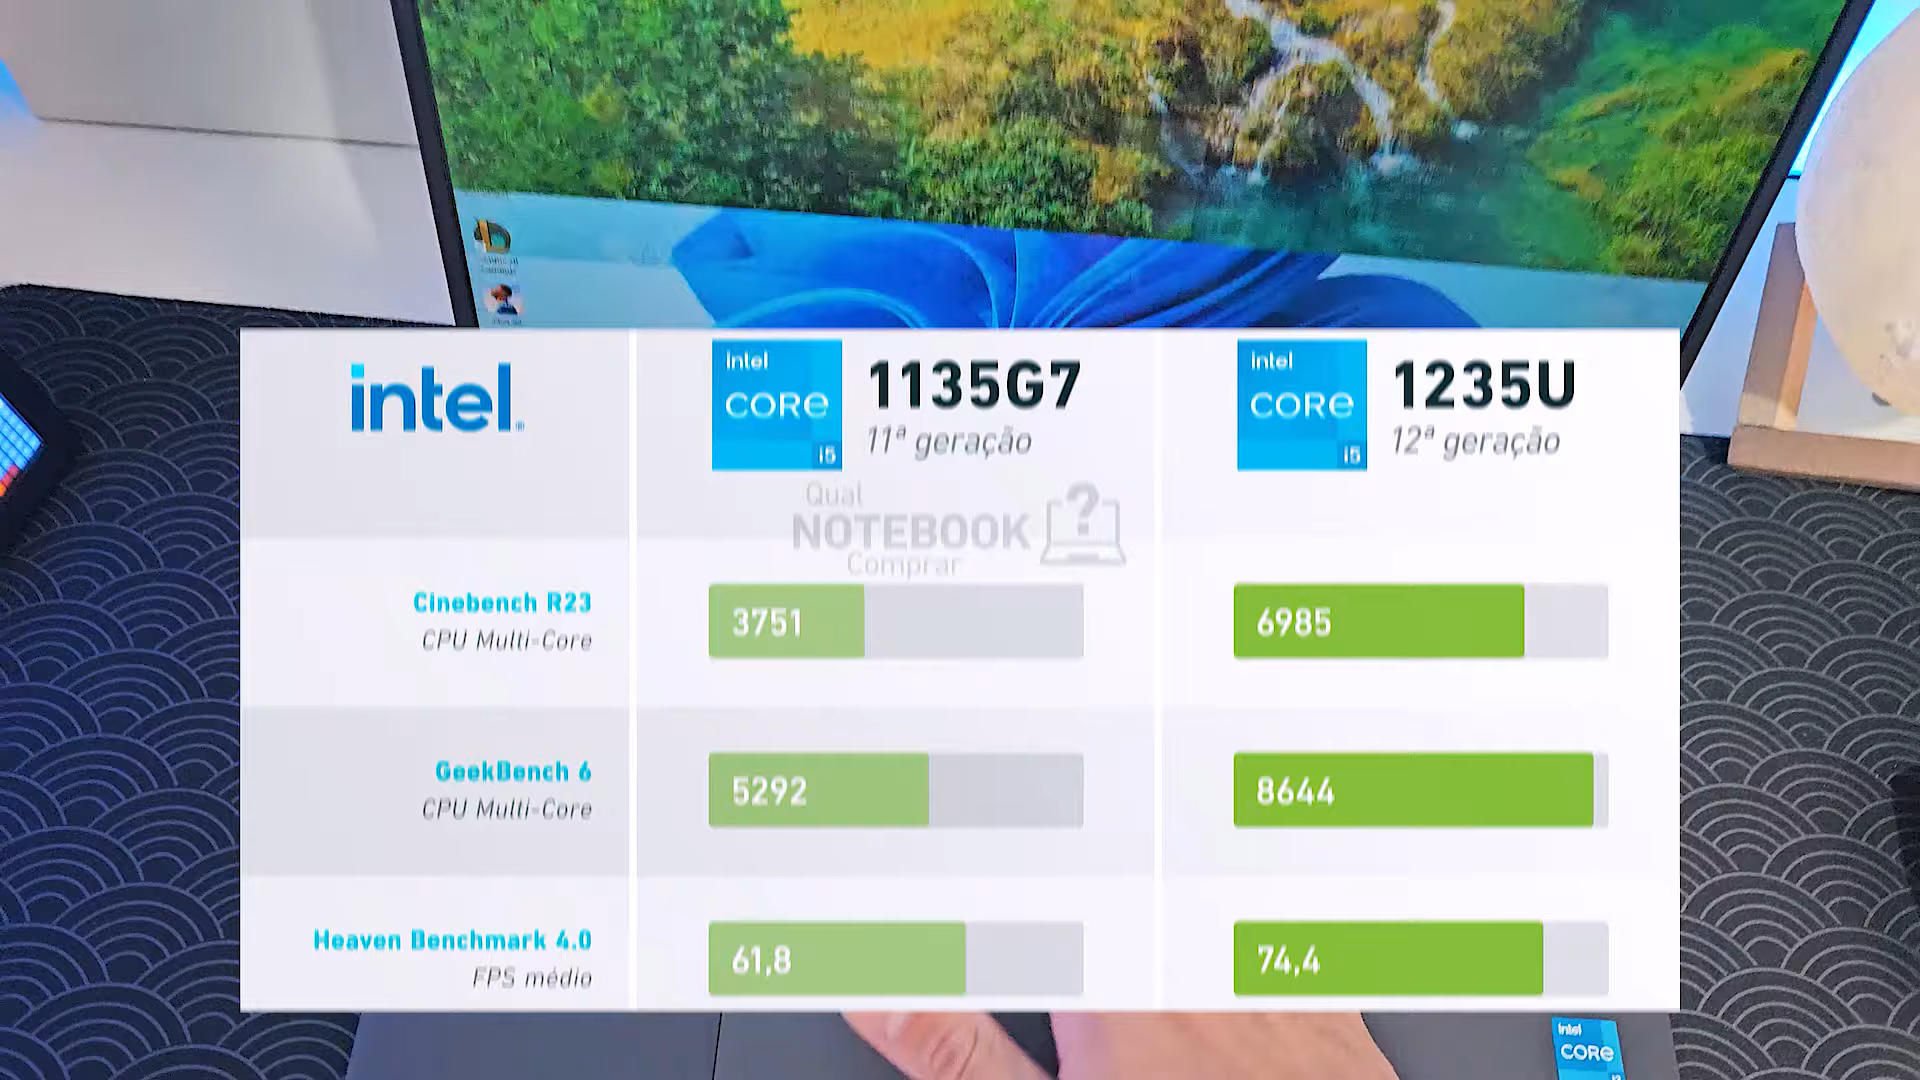 intel
intel
CORE
i5
1135G7
11ª geração
intel
CORE
i5
1235U
12ª geração
Qual
NOTEBOOK
Comprar
Cinebench R23
CPU Multi-Core
3751
6985
GeekBench 6
CPU Multi-Core
5292
8644
Heaven Benchmark 4.0
FPS médio
61,8
74,4
intel
CORE